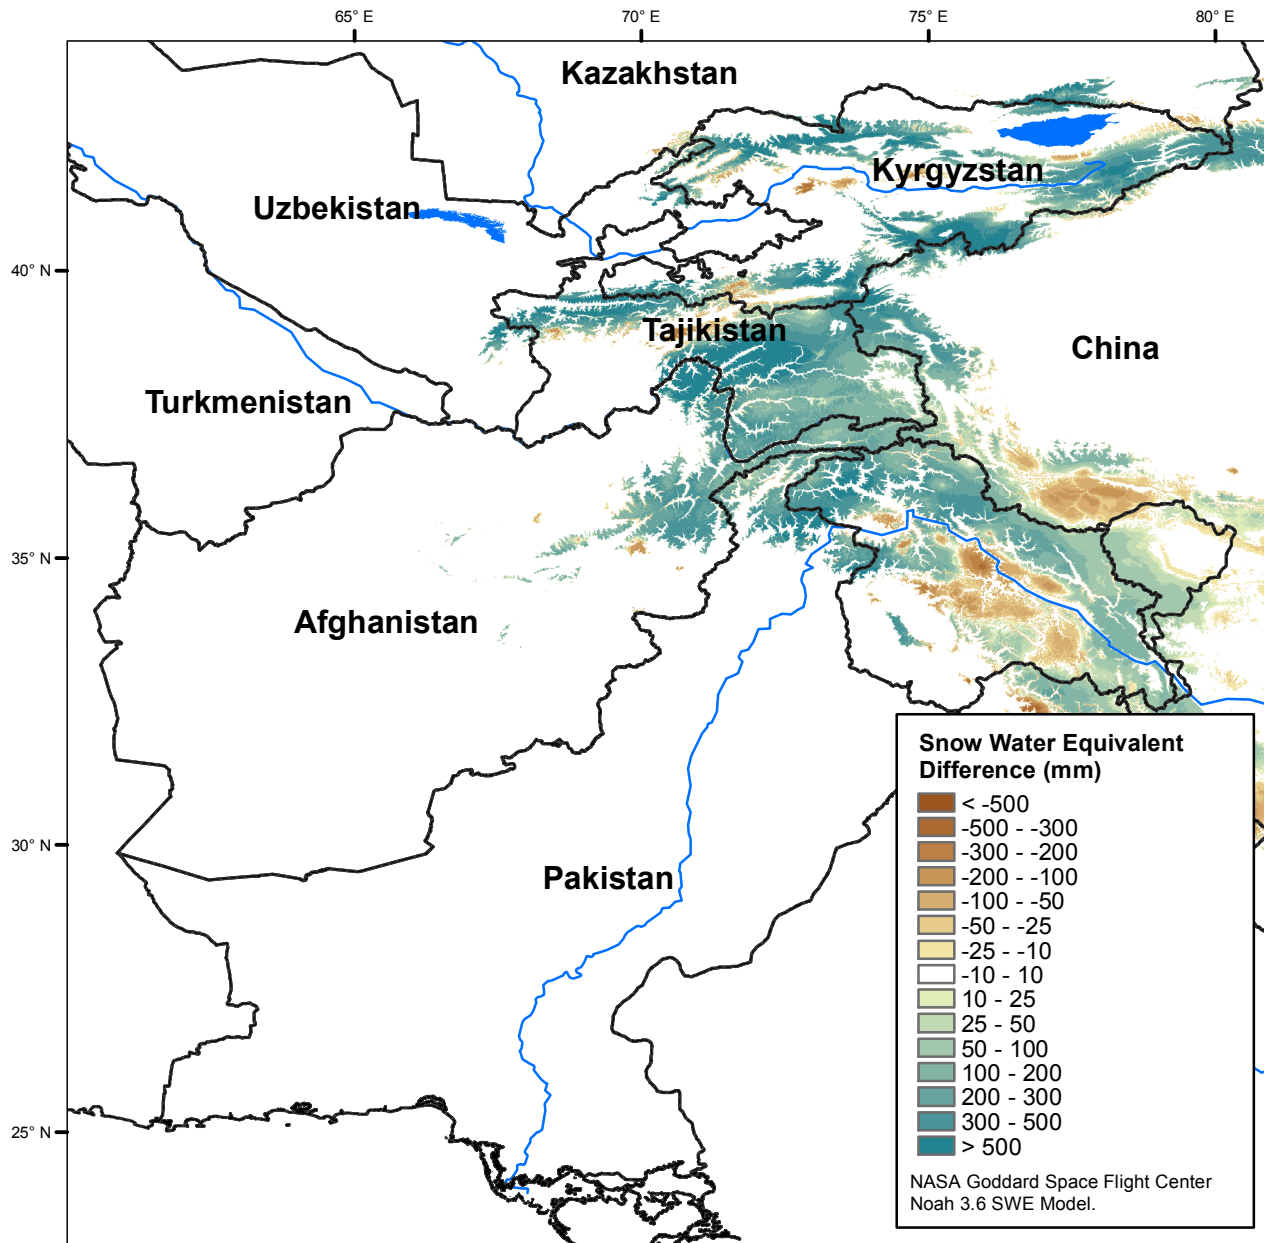 65° E
70° E
75° E
80° E
Kazakhstan
Kyrgyzstan
Uzbekistan
40° N
Tajikistan
China
Turkmenistan
35° N
Afghanistan
Snow Water Equivalent
Difference (mm)
< -500
-500 - -300
-300 - -200
-200 - -100
-100 - -50
-50 - -25
-25 - -10
-10 - 10
10 - 25
25 - 50
50 - 100
100 - 200
200 - 300
300 - 500
> 500
NASA Goddard Space Flight Center
Noah 3.6 SWE Model.
30° N
Pakistan
25° N